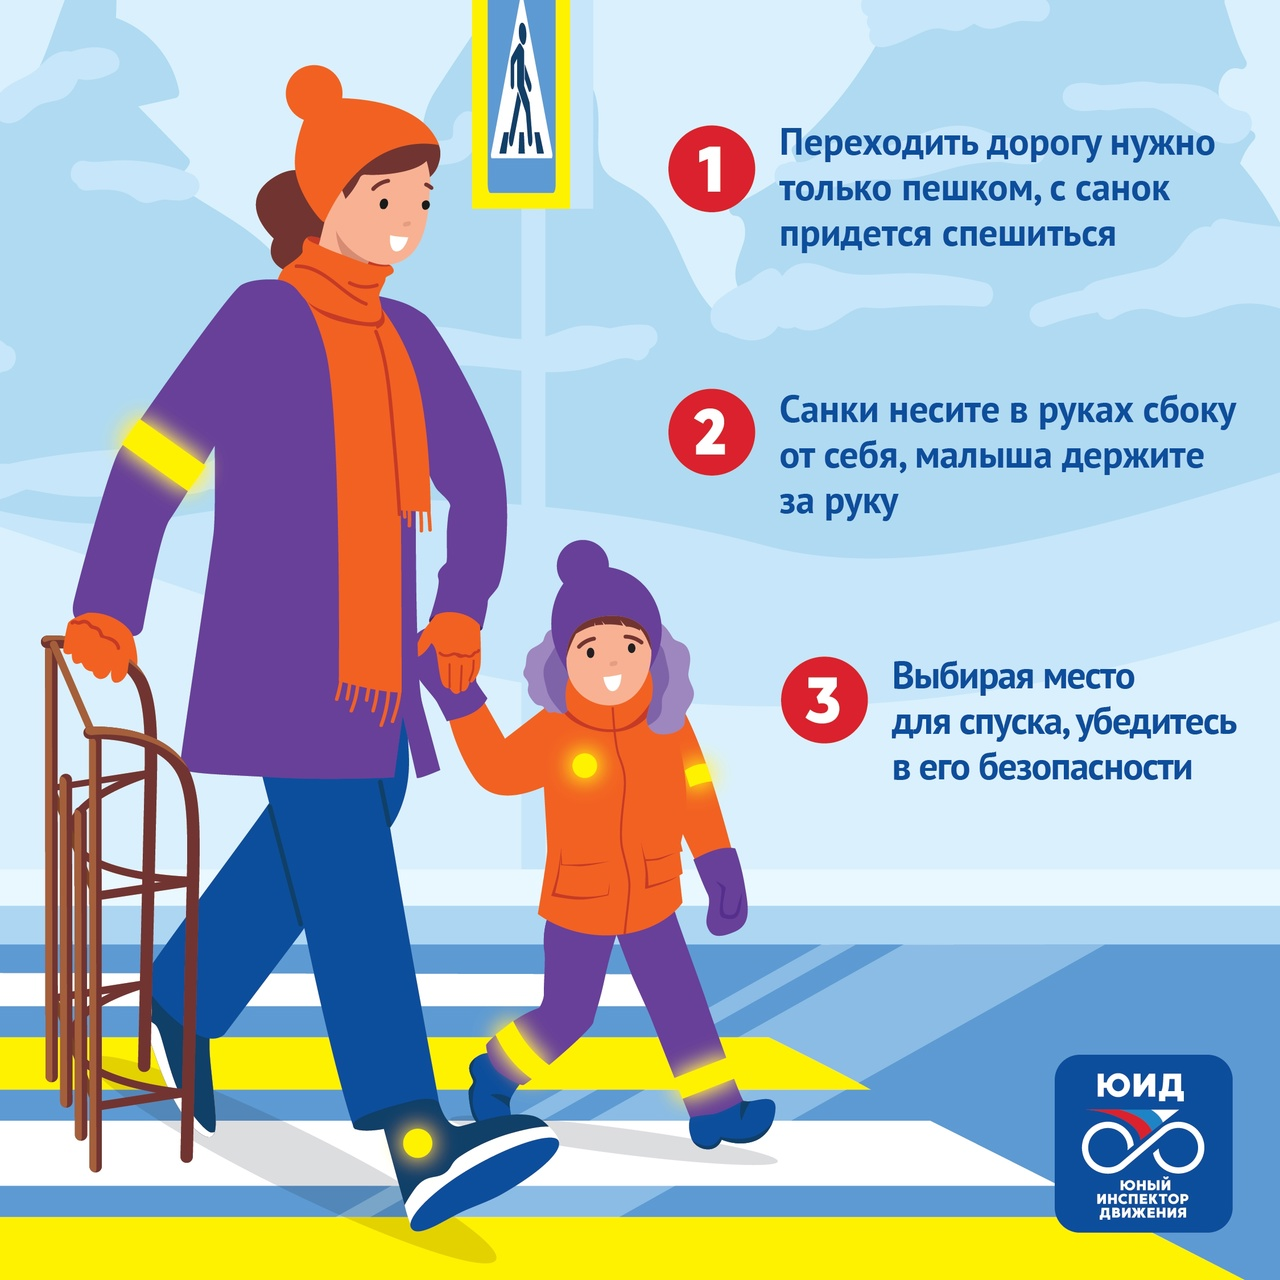 1
Переходить дорогу нужно
только пешком, с санок
придется спешиться
2
Санки несите в руках сбоку
от себя, малыша держите
за руку
3
Выбирая место
для спуска, убедитесь
в его безопасности
ЮИД
ЮНЫЙ
ИНСПЕКТОР
ДВИЖЕНИЯ